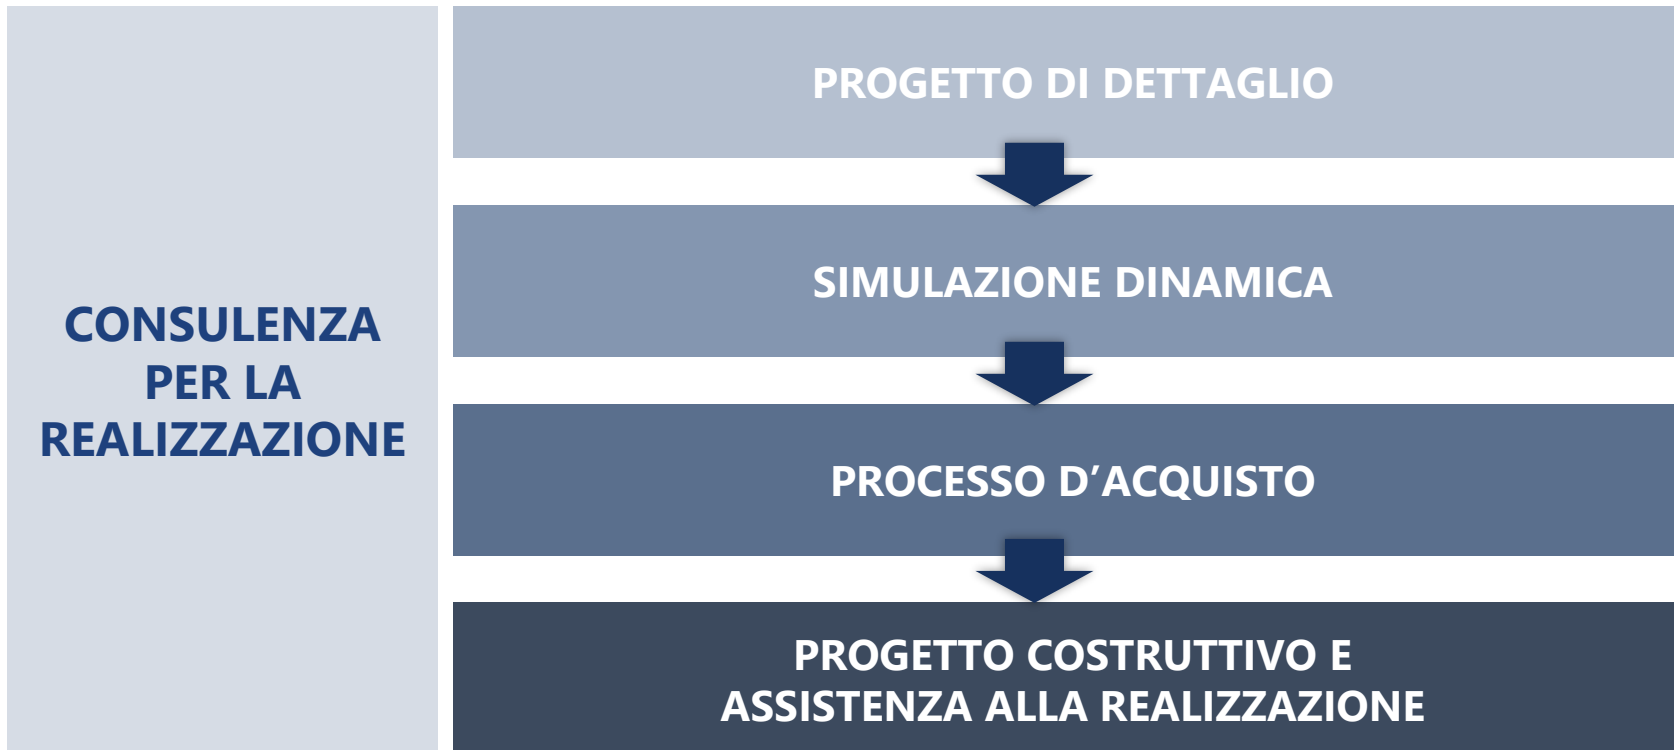 CONSULENZA
PER LA
REALIZZAZIONE
PROGETTO DI DETTAGLIO
SIMULAZIONE DINAMICA
PROCESSO D’ACQUISTO
PROGETTO COSTRUTTIVO E
ASSISTENZA ALLA REALIZZAZIONE